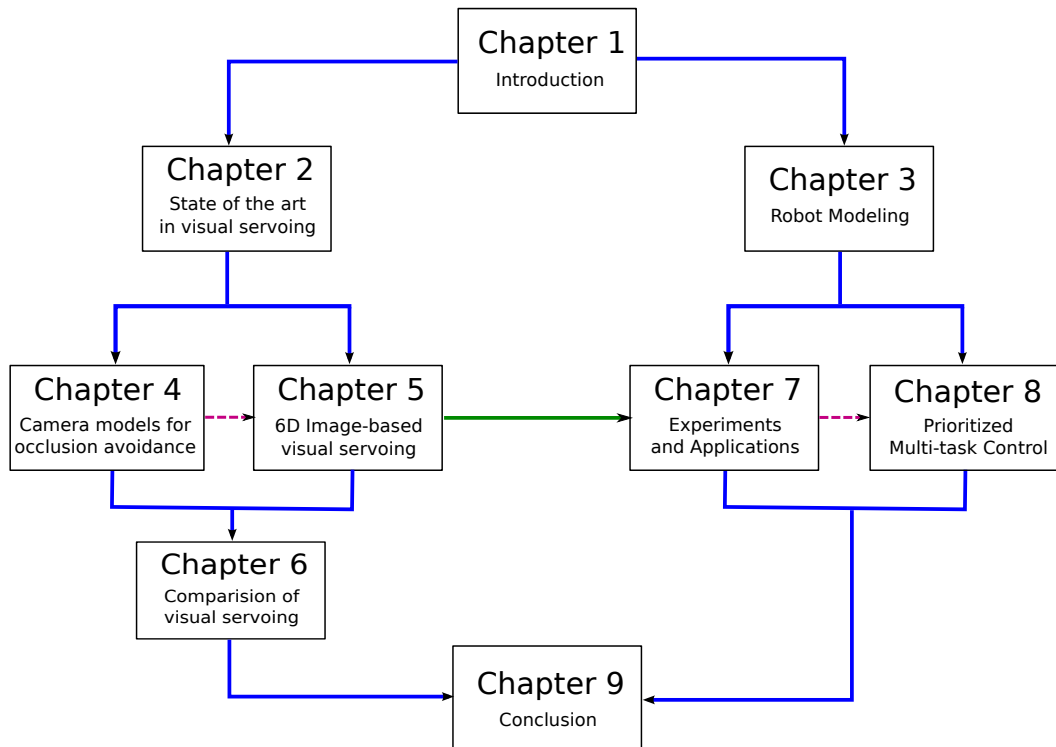 Chapter 1
Introduction
Chapter 2
State of the art
in visual servoing
Chapter 3
Robot Modeling
Chapter 4
Camera models for
occlusion avoidance
Chapter 5
6D Image-based
visual servoing
Chapter 7
Experiments
and Applications
Chapter 8
Prioritized
Multi-task Control
Chapter 6
Comparision of
visual servoing
Chapter 9
Conclusion